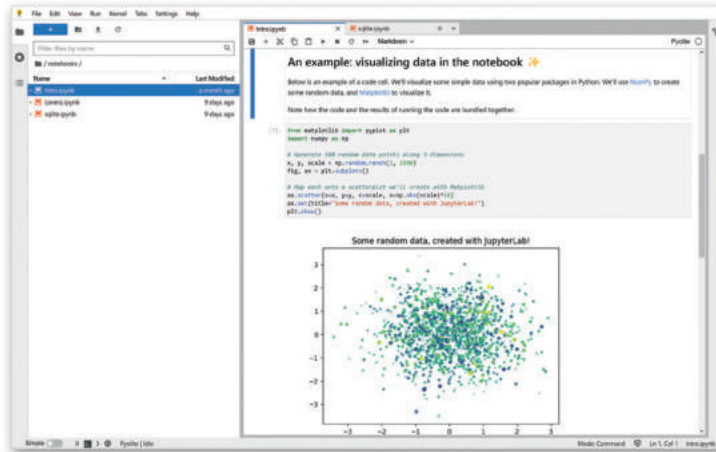 File Edit View Run Kernel Tabs Settings Help
Filter files by name
/ notebooks /
Name Last Modified
Intro.ipynb a month ago
Lorenz.ipynb 9 days ago
sqlite.ipynb 9 days ago
Intro.ipynb sqlite.ipynb
Markdown Pyolite
An example: visualizing data in the notebook ✨
Below is an example of a code cell. We'll visualize some simple data using two popular packages in Python. We'll use NumPy to create
some random data, and Matplotlib to visualize it.
Note how the code and the results of running the code are bundled together.
from matplotlib import pyplot as plt
import numpy as np
# Generate 100 random data points along 3 dimensions
x, y, scale = np.random.randn(3, 100)
fig, ax = plt.subplots()
# Map each onto a scatterplot we'll create with Matplotlib
ax.scatter(x=x, y=y, c=scale, s=np.abs(scale)*10)
ax.set(title="Some random data, created with JupyterLab!")
plt.show()
Some random data, created with JupyterLab!
3
2
1
0
−1
−2
−3
−3 −2 −1 0 1 2 3
Simple Pyolite | Idle Mode: Command Ln 1, Col 1 Intro.ipynb